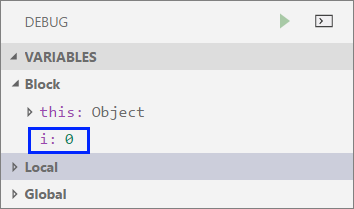 DEBUG
VARIABLES
Block
this: Object
i: 0
Local
Global